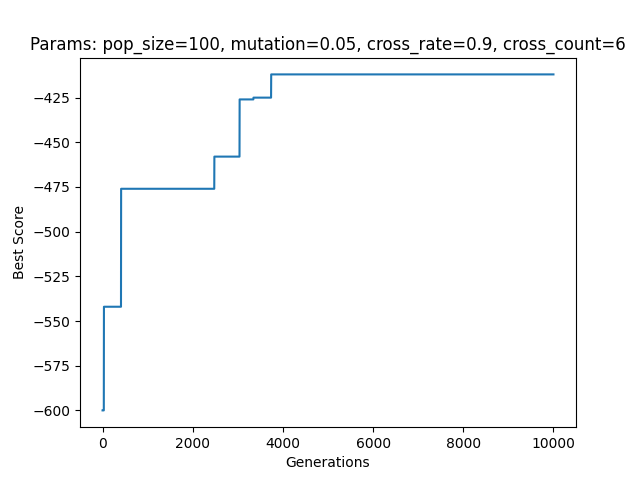 Params: pop_size=100, mutation=0.05, cross_rate=0.9, cross_count=6
−425
−450
−475
−500
−525
−550
−575
−600
Best Score
0 2000 4000 6000 8000 10000
Generations